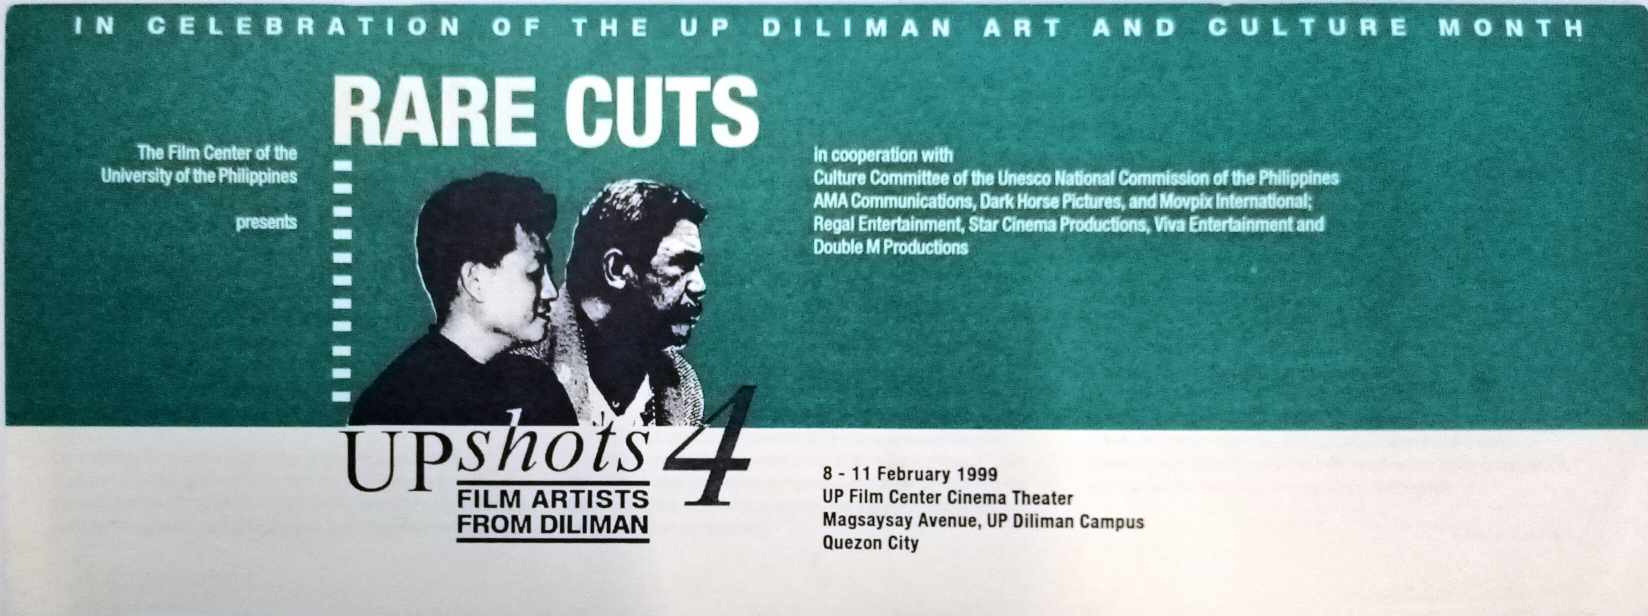 IN CELEBRATION OF THE UP DILIMAN ART AND CULTURE MONTH
RARE CUTS
The Film Center of the
University of the Philippines
presents
in cooperation with
Culture Committee of the Unesco National Commission of the Philippines
AMA Communications, Dark Horse Pictures, and Movpix International;
Regal Entertainment, Star Cinema Productions, Viva Entertainment and
Double M Productions
UPshots 4
FILM ARTISTS
FROM DILIMAN
8 - 11 February 1999
UP Film Center Cinema Theater
Magsaysay Avenue, UP Diliman Campus
Quezon City